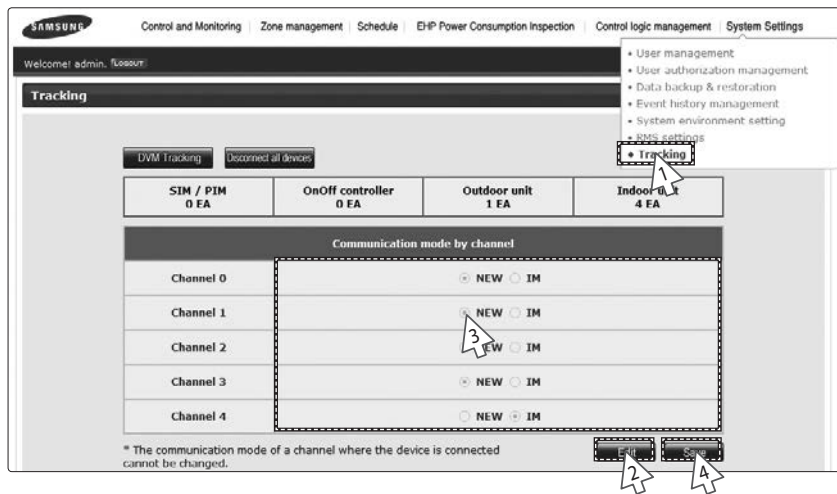 SAMSUNG
Control and Monitoring Zone management Schedule EHP Power Consumption Inspection Control logic management System Settings
Welcome! admin. LOGOUT
• User management
• User authorization management
• Data backup & restoration
• Event history management
• System environment setting
• RMS settings
• Tracking
1
Tracking
DVM Tracking Disconnect all devices
SIM / PIM OnOff controller Outdoor unit Indoor unit
0 EA 0 EA 1 EA 4 EA
Communication mode by channel
Channel 0 NEW IM
Channel 1 NEW IM
3
Channel 2 NEW IM
Channel 3 NEW IM
Channel 4 NEW IM
* The communication mode of a channel where the device is connected
cannot be changed.
Edit Save
2 4